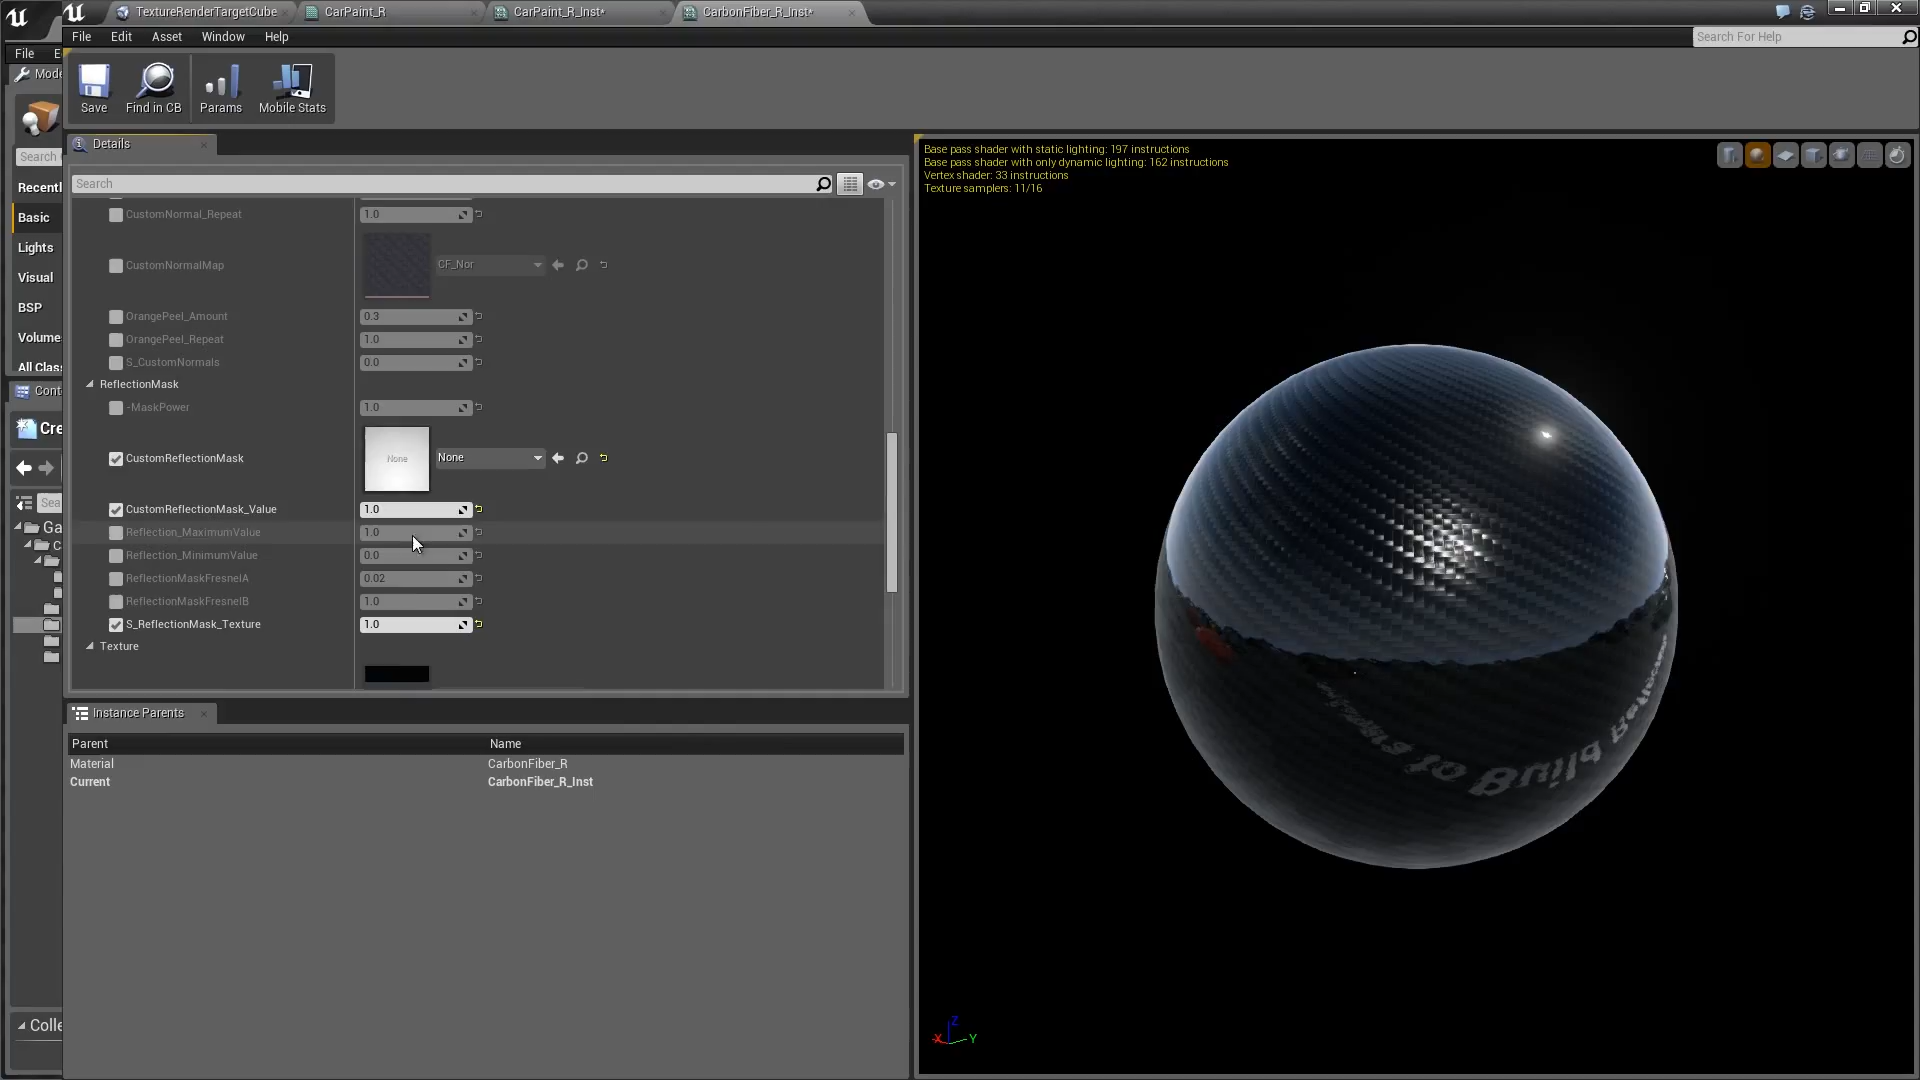 TextureRenderTargetCube
CarPaint_R
CarPaint_R_Inst*
CarbonFiber_R_Inst*
File Edit Asset Window Help
Search For Help
File E
Mode
Save
Find in CB
Params
Mobile Stats
Search
Recentl
Basic
Lights
Visual
BSP
Volume
All Class
Cont
Cre
Sea
Ga
C
Colle
Details
Search
CustomNormal_Repeat 1.0
CustomNormalMap CF_Nor
OrangePeel_Amount 0.3
OrangePeel_Repeat 1.0
S_CustomNormals 0.0
ReflectionMask
-MaskPower 1.0
CustomReflectionMask None None
CustomReflectionMask_Value 1.0
Reflection_MaximumValue 1.0
Reflection_MinimumValue 0.0
ReflectionMaskFresnelA 0.02
ReflectionMaskFresnelB 1.0
S_ReflectionMask_Texture 1.0
Texture
Instance Parents
Parent Name
Material CarbonFiber_R
Current CarbonFiber_R_Inst
Base pass shader with static lighting: 197 instructions
Base pass shader with only dynamic lighting: 162 instructions
Vertex shader: 33 instructions
Texture samplers: 11/16
to Build
Z
X Y